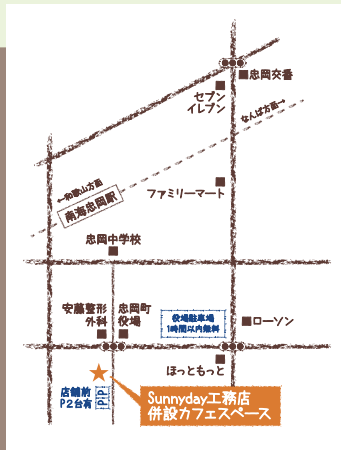 忠岡交番
セブン
イレブン
なんば方面→
←和歌山方面
南海忠岡駅
ファミリーマート
忠岡中学校
安藤整形
外科
忠岡町
役場
役場駐車場
1時間以内無料
ローソン
ほっともっと
店舗前
P2台有
P P
Sunnyday工務店
併設カフェスペース